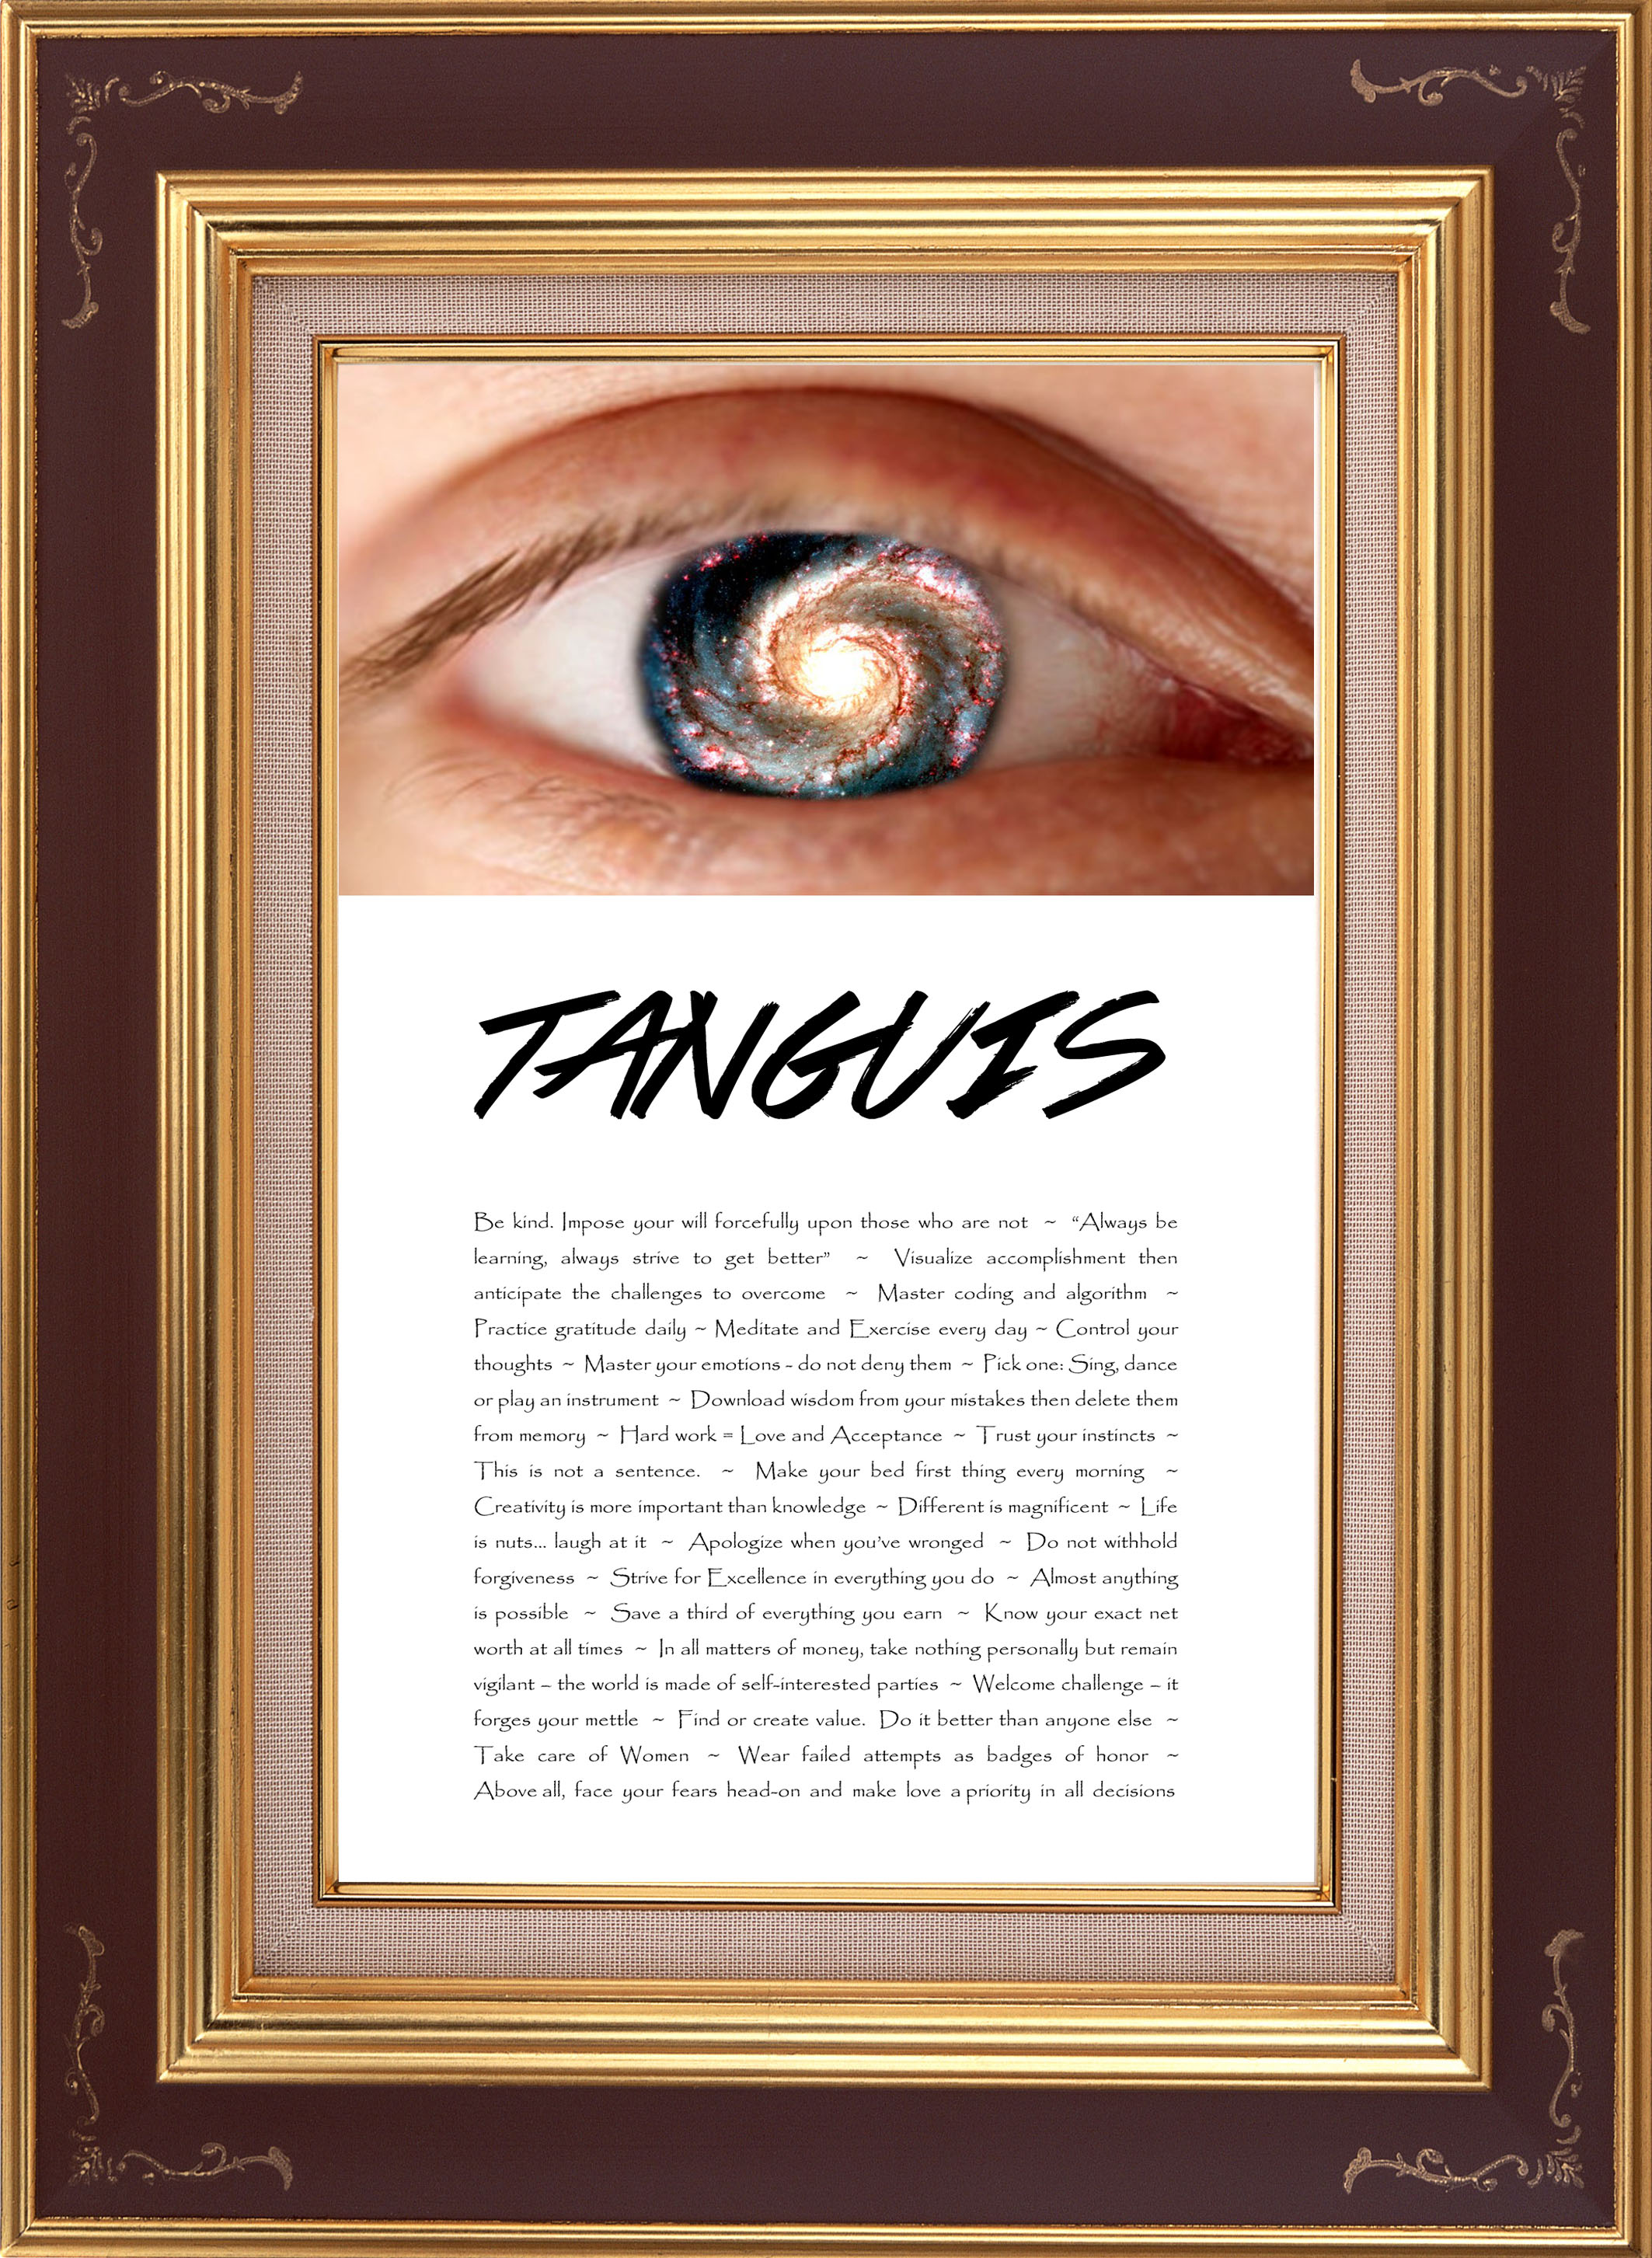 TANGUIS
Be kind. Impose your will forcefully upon those who are not ~ “Always be
learning, always strive to get better” ~ Visualize accomplishment then
anticipate the challenges to overcome ~ Master coding and algorithm ~
Practice gratitude daily ~ Meditate and Exercise every day ~ Control your
thoughts ~ Master your emotions - do not deny them ~ Pick one: Sing, dance
or play an instrument ~ Download wisdom from your mistakes then delete them
from memory ~ Hard work = Love and Acceptance ~ Trust your instincts ~
This is not a sentence. ~ Make your bed first thing every morning ~
Creativity is more important than knowledge ~ Different is magnificent ~ Life
is nuts... laugh at it ~ Apologize when you’ve wronged ~ Do not withhold
forgiveness ~ Strive for Excellence in everything you do ~ Almost anything
is possible ~ Save a third of everything you earn ~ Know your exact net
worth at all times ~ In all matters of money, take nothing personally but remain
vigilant – the world is made of self-interested parties ~ Welcome challenge – it
forges your mettle ~ Find or create value. Do it better than anyone else ~
Take care of Women ~ Wear failed attempts as badges of honor ~
Above all, face your fears head-on and make love a priority in all decisions